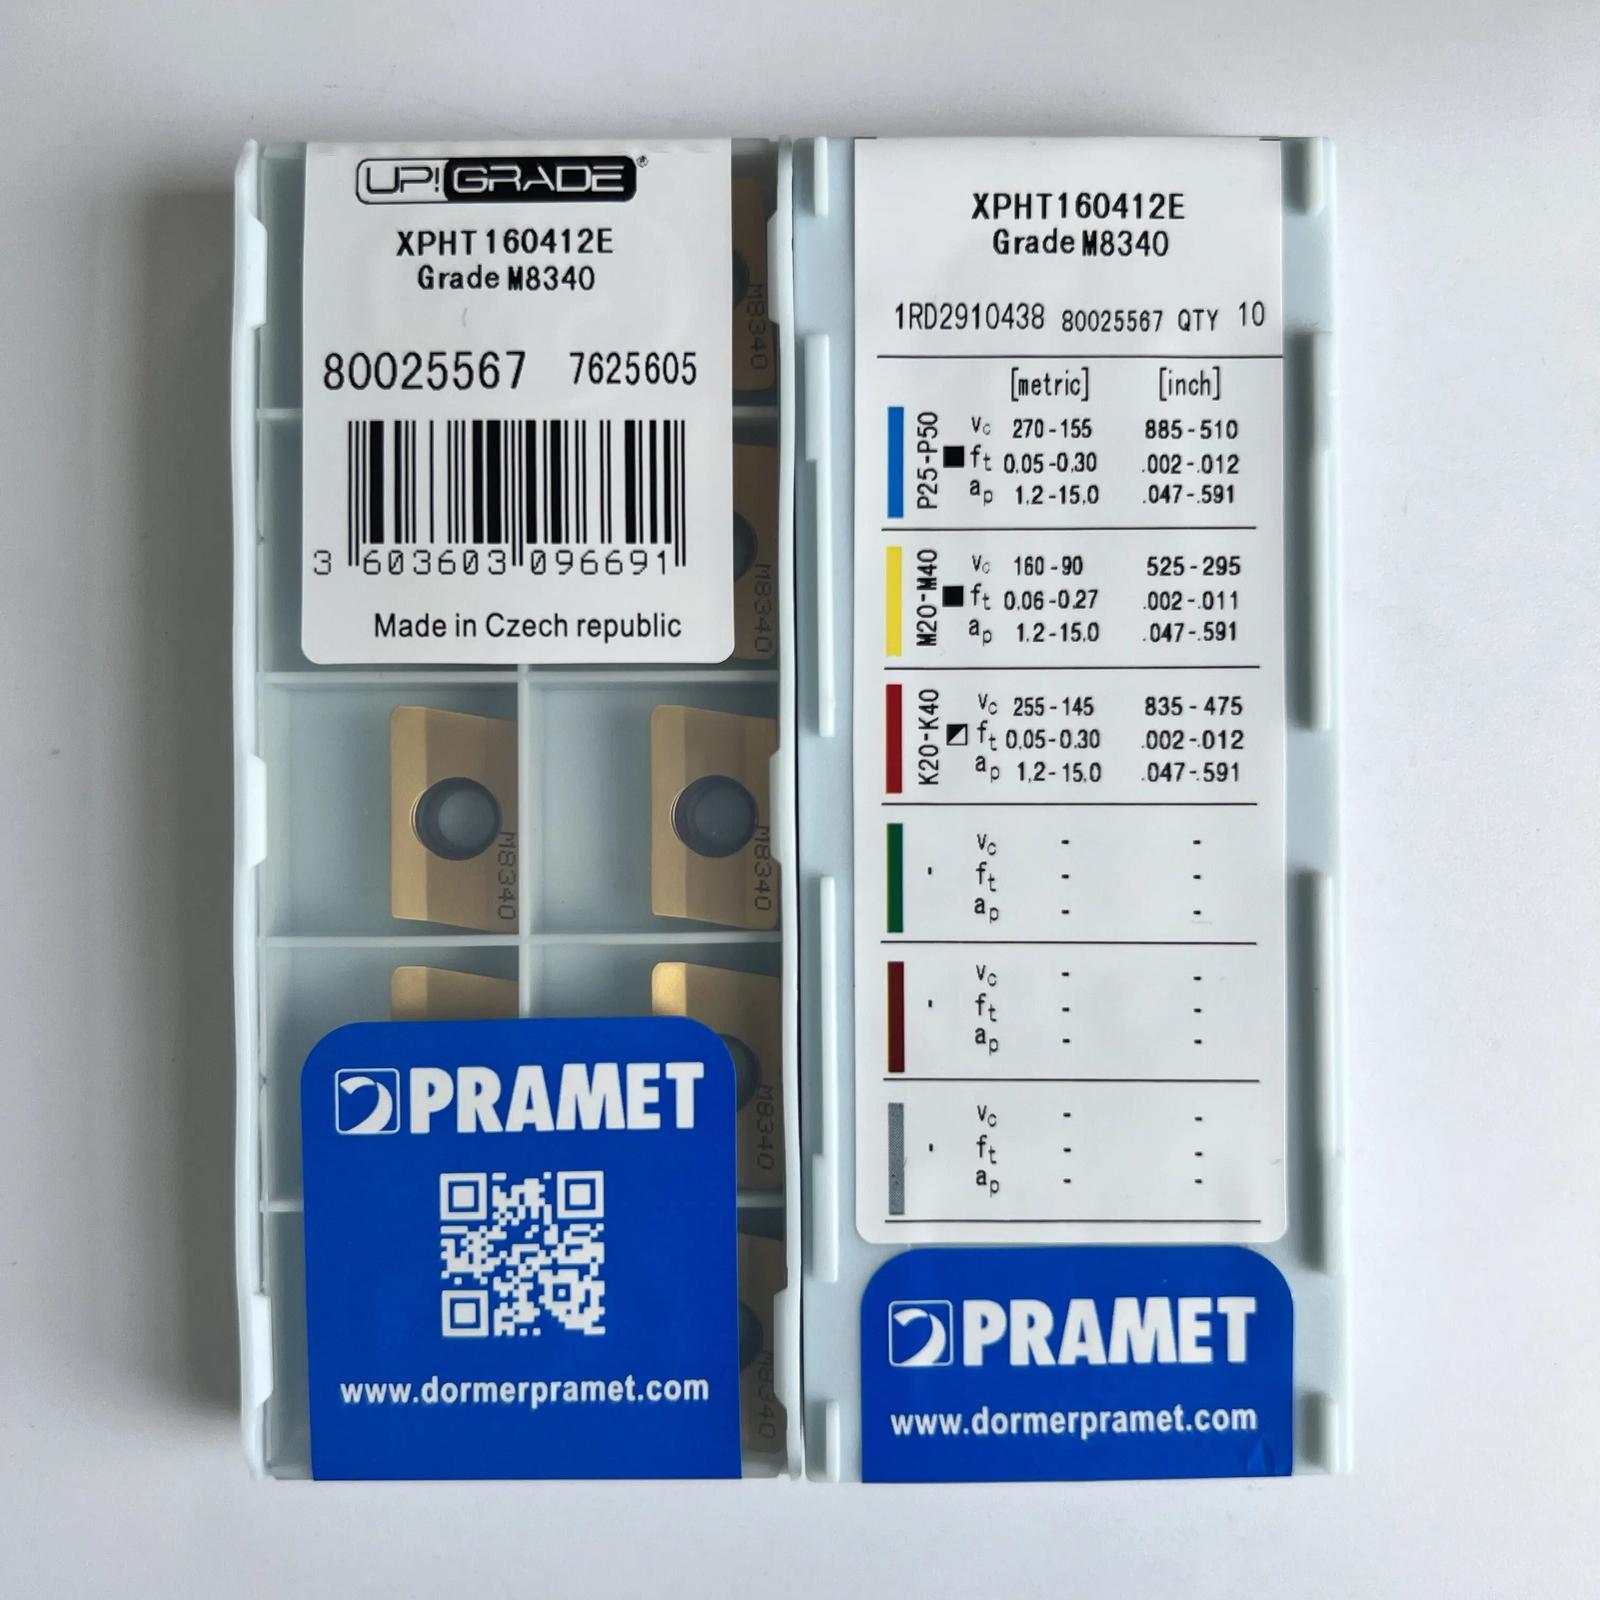 UP! GRADE®
XPHT 160412E
Grade M8340
80025567 7625605
3 603603 096691
Made in Czech republic
M8340
M8340
M8340
M8340
M8340
M8340
PRAMET
www.dormerpramet.com
XPHT160412E
Grade M8340
1RD2910438 80025567 QTY 10
[metric] [inch]
P25-P50
vc 270-155 885-510
ft 0.05-0.30 .002-.012
ap 1.2-15.0 .047-.591
M20-M40
vc 160-90 525-295
ft 0.06-0.27 .002-.011
ap 1.2-15.0 .047-.591
K20-K40
vc 255-145 835-475
ft 0.05-0.30 .002-.012
ap 1.2-15.0 .047-.591
vc - -
ft - -
ap - -
vc - -
ft - -
ap - -
vc - -
ft - -
ap - -
PRAMET
www.dormerpramet.com